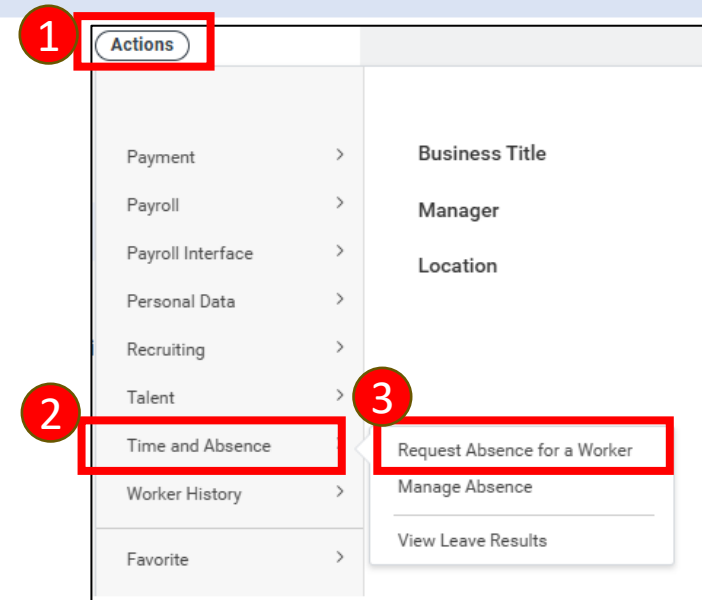 1
Actions
Payment
Business Title
Payroll
Manager
Payroll Interface
Location
Personal Data
Recruiting
Talent
2
3
Time and Absence
Request Absence for a Worker
Worker History
Manage Absence
View Leave Results
Favorite